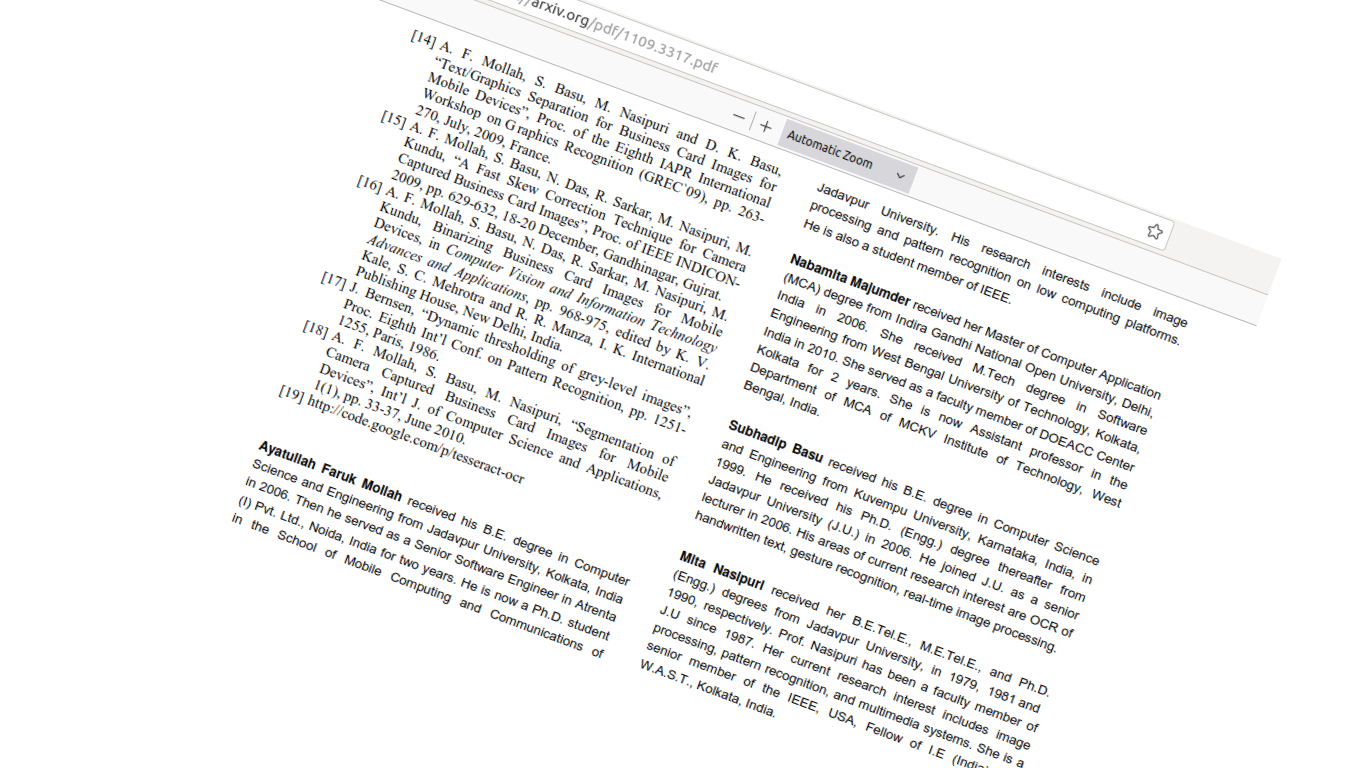 //arxiv.org/pdf/1109.3317.pdf
Automatic Zoom
[14] A. F. Mollah, S. Basu, M. Nasipuri and D. K. Basu,
“Text/Graphics Separation for Business Card Images for
Mobile Devices”, Proc. of the Eighth IAPR International
Workshop on Graphics Recognition (GREC’09), pp. 263-
270, July, 2009, France.
[15] A. F. Mollah, S. Basu, N. Das, R. Sarkar, M. Nasipuri, M.
Kundu, “A Fast Skew Correction Technique for Camera
Captured Business Card Images”, Proc. of IEEE INDICON-
2009, pp. 629-632, 18-20 December, Gandhinagar, Gujrat.
[16] A. F. Mollah, S. Basu, N. Das, R. Sarkar, M. Nasipuri, M.
Kundu, Binarizing Business Card Images for Mobile
Devices, in Computer Vision and Information Technology
Advances and Applications, pp. 968-975, edited by K. V.
Kale, S. C. Mehrotra and R. R. Manza, I. K. International
Publishing House, New Delhi, India.
[17] J. Bernsen, “Dynamic thresholding of grey-level images”,
Proc. Eighth Int’l Conf. on Pattern Recognition, pp. 1251-
1255, Paris, 1986.
[18] A. F. Mollah, S. Basu, M. Nasipuri, “Segmentation of
Camera Captured Business Card Images for Mobile
Devices”, Int’l J. of Computer Science and Applications,
1(1), pp. 33-37, June 2010.
[19] http://code.google.com/p/tesseract-ocr
Ayatullah Faruk Mollah received his B.E. degree in Computer
Science and Engineering from Jadavpur University, Kolkata, India
in 2006. Then he served as a Senior Software Engineer in Atrenta
(I) Pvt. Ltd., Noida, India for two years. He is now a Ph.D. student
in the School of Mobile Computing and Communications of
Jadavpur University. His research interests include image
processing and pattern recognition on low computing platforms.
He is also a student member of IEEE.
Nabamita Majumder received her Master of Computer Application
(MCA) degree from Indira Gandhi National Open University, Delhi,
India in 2006. She received M.Tech degree in Software
Engineering from West Bengal University of Technology, Kolkata,
India in 2010. She served as a faculty member of DOEACC Center
Kolkata for 2 years. She is now Assistant professor in the
Department of MCA of MCKV Institute of Technology, West
Bengal, India.
Subhadip Basu received his B.E. degree in Computer Science
and Engineering from Kuvempu University, Karnataka, India, in
1999. He received his Ph.D. (Engg.) degree thereafter from
Jadavpur University (J.U.) in 2006. He joined J.U. as a senior
lecturer in 2006. His areas of current research interest are OCR of
handwritten text, gesture recognition, real-time image processing.
Mita Nasipuri received her B.E.Tel.E., M.E.Tel.E., and Ph.D.
(Engg.) degrees from Jadavpur University, in 1979, 1981 and
1990, respectively. Prof. Nasipuri has been a faculty member of
J.U since 1987. Her current research interest includes image
processing, pattern recognition, and multimedia systems. She is a
senior member of the IEEE, USA, Fellow of I.E (India)
W.A.S.T., Kolkata, India.